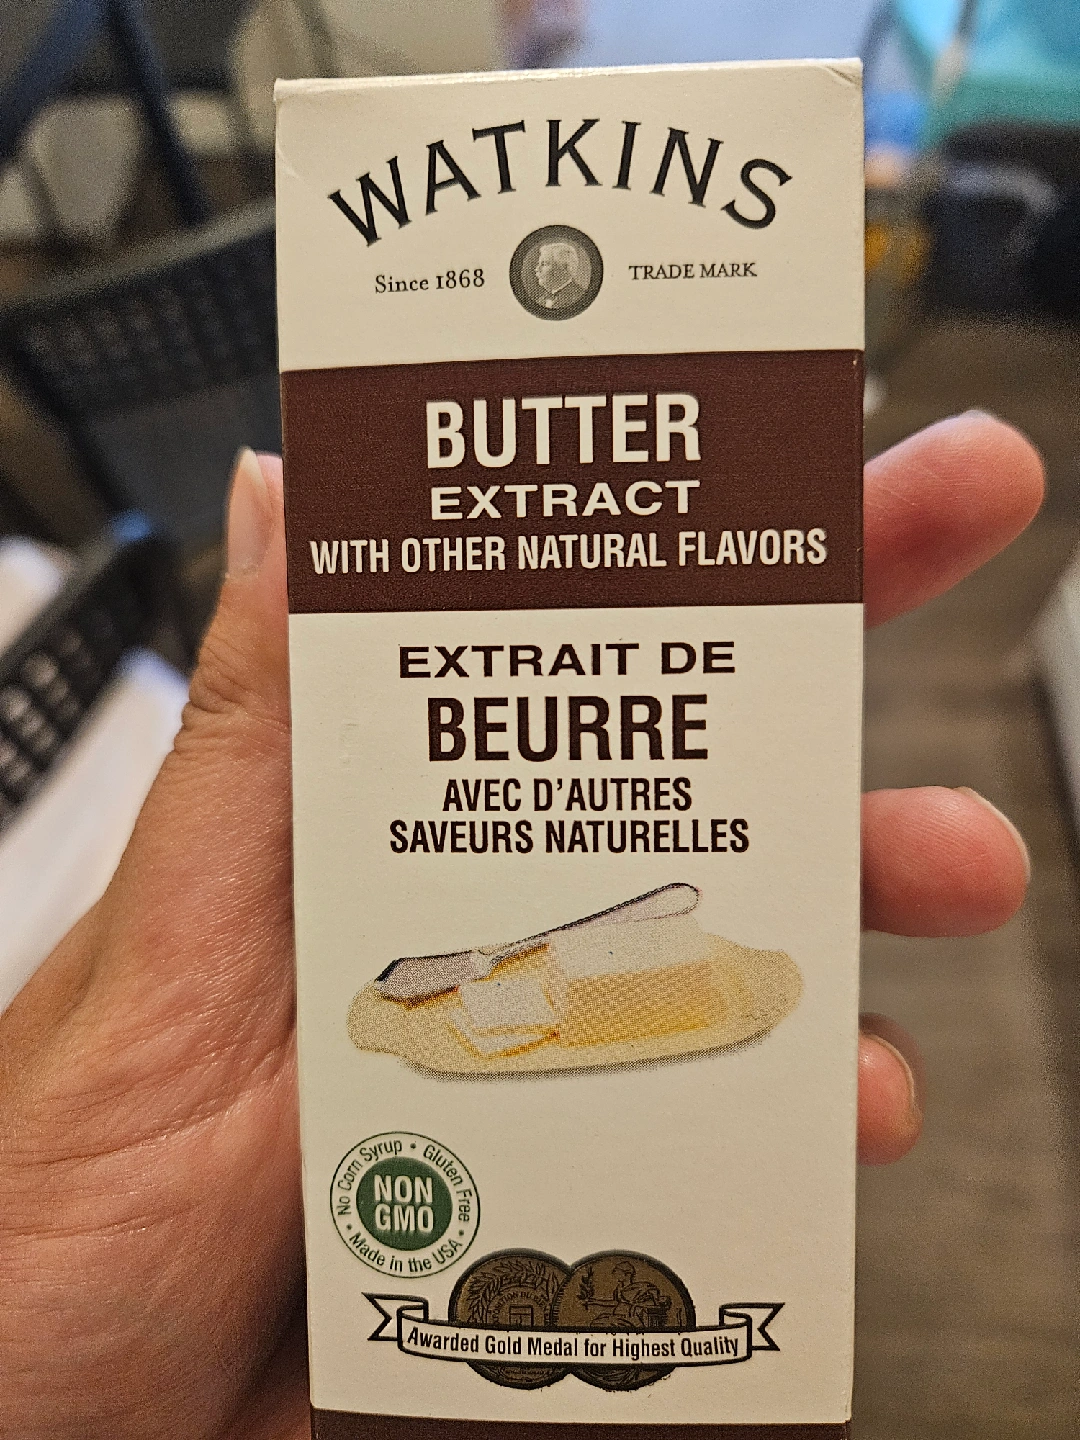 WATKINS
Since 1868
TRADE MARK
BUTTER
EXTRACT
WITH OTHER NATURAL FLAVORS
EXTRAIT DE
BEURRE
AVEC D'AUTRES
SAVEURS NATURELLES
No Corn Syrup • Gluten Free • Made in the USA •
NON
GMO
Awarded Gold Medal for Highest Quality